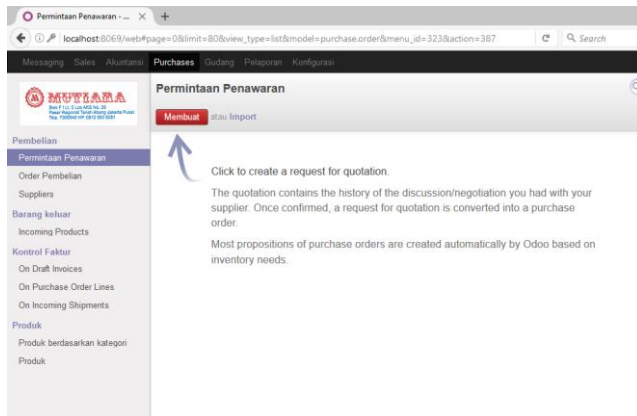 Permintaan Penawaran - ...
localhost:8069/web#page=0&limit=80&view_type=list&model=purchase.order&menu_id=323&action=387
Search
Messaging Sales Akuntansi Purchases Gudang Pelaporan Konfigurasi
MUTIARA
Permintaan Penawaran
Membuat atau Import
Pembelian
Permintaan Penawaran
Order Pembelian
Suppliers
Barang keluar
Incoming Products
Kontrol Faktur
On Draft Invoices
On Purchase Order Lines
On Incoming Shipments
Produk
Produk berdasarkan kategori
Produk
Click to create a request for quotation.
The quotation contains the history of the discussion/negotiation you had with your
supplier. Once confirmed, a request for quotation is converted into a purchase
order.
Most propositions of purchase orders are created automatically by Odoo based on
inventory needs.